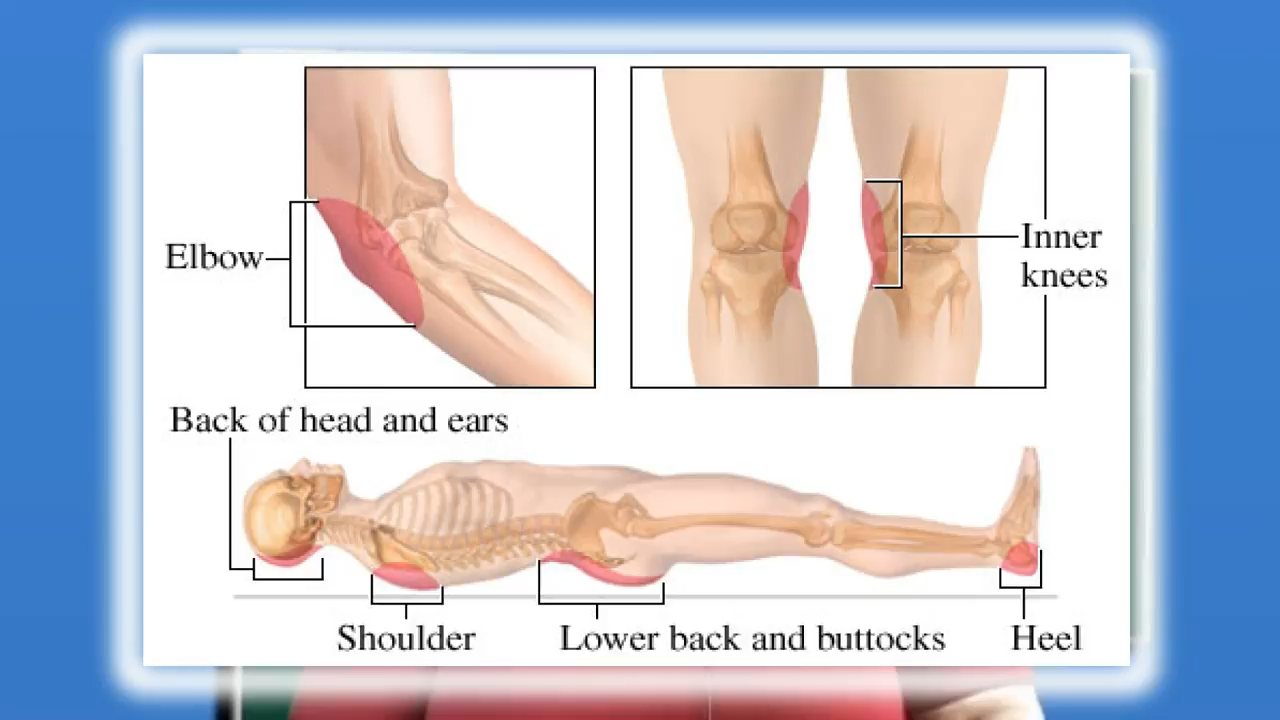 Elbow
Inner
knees
Back of head and ears
Shoulder
Lower back and buttocks
Heel